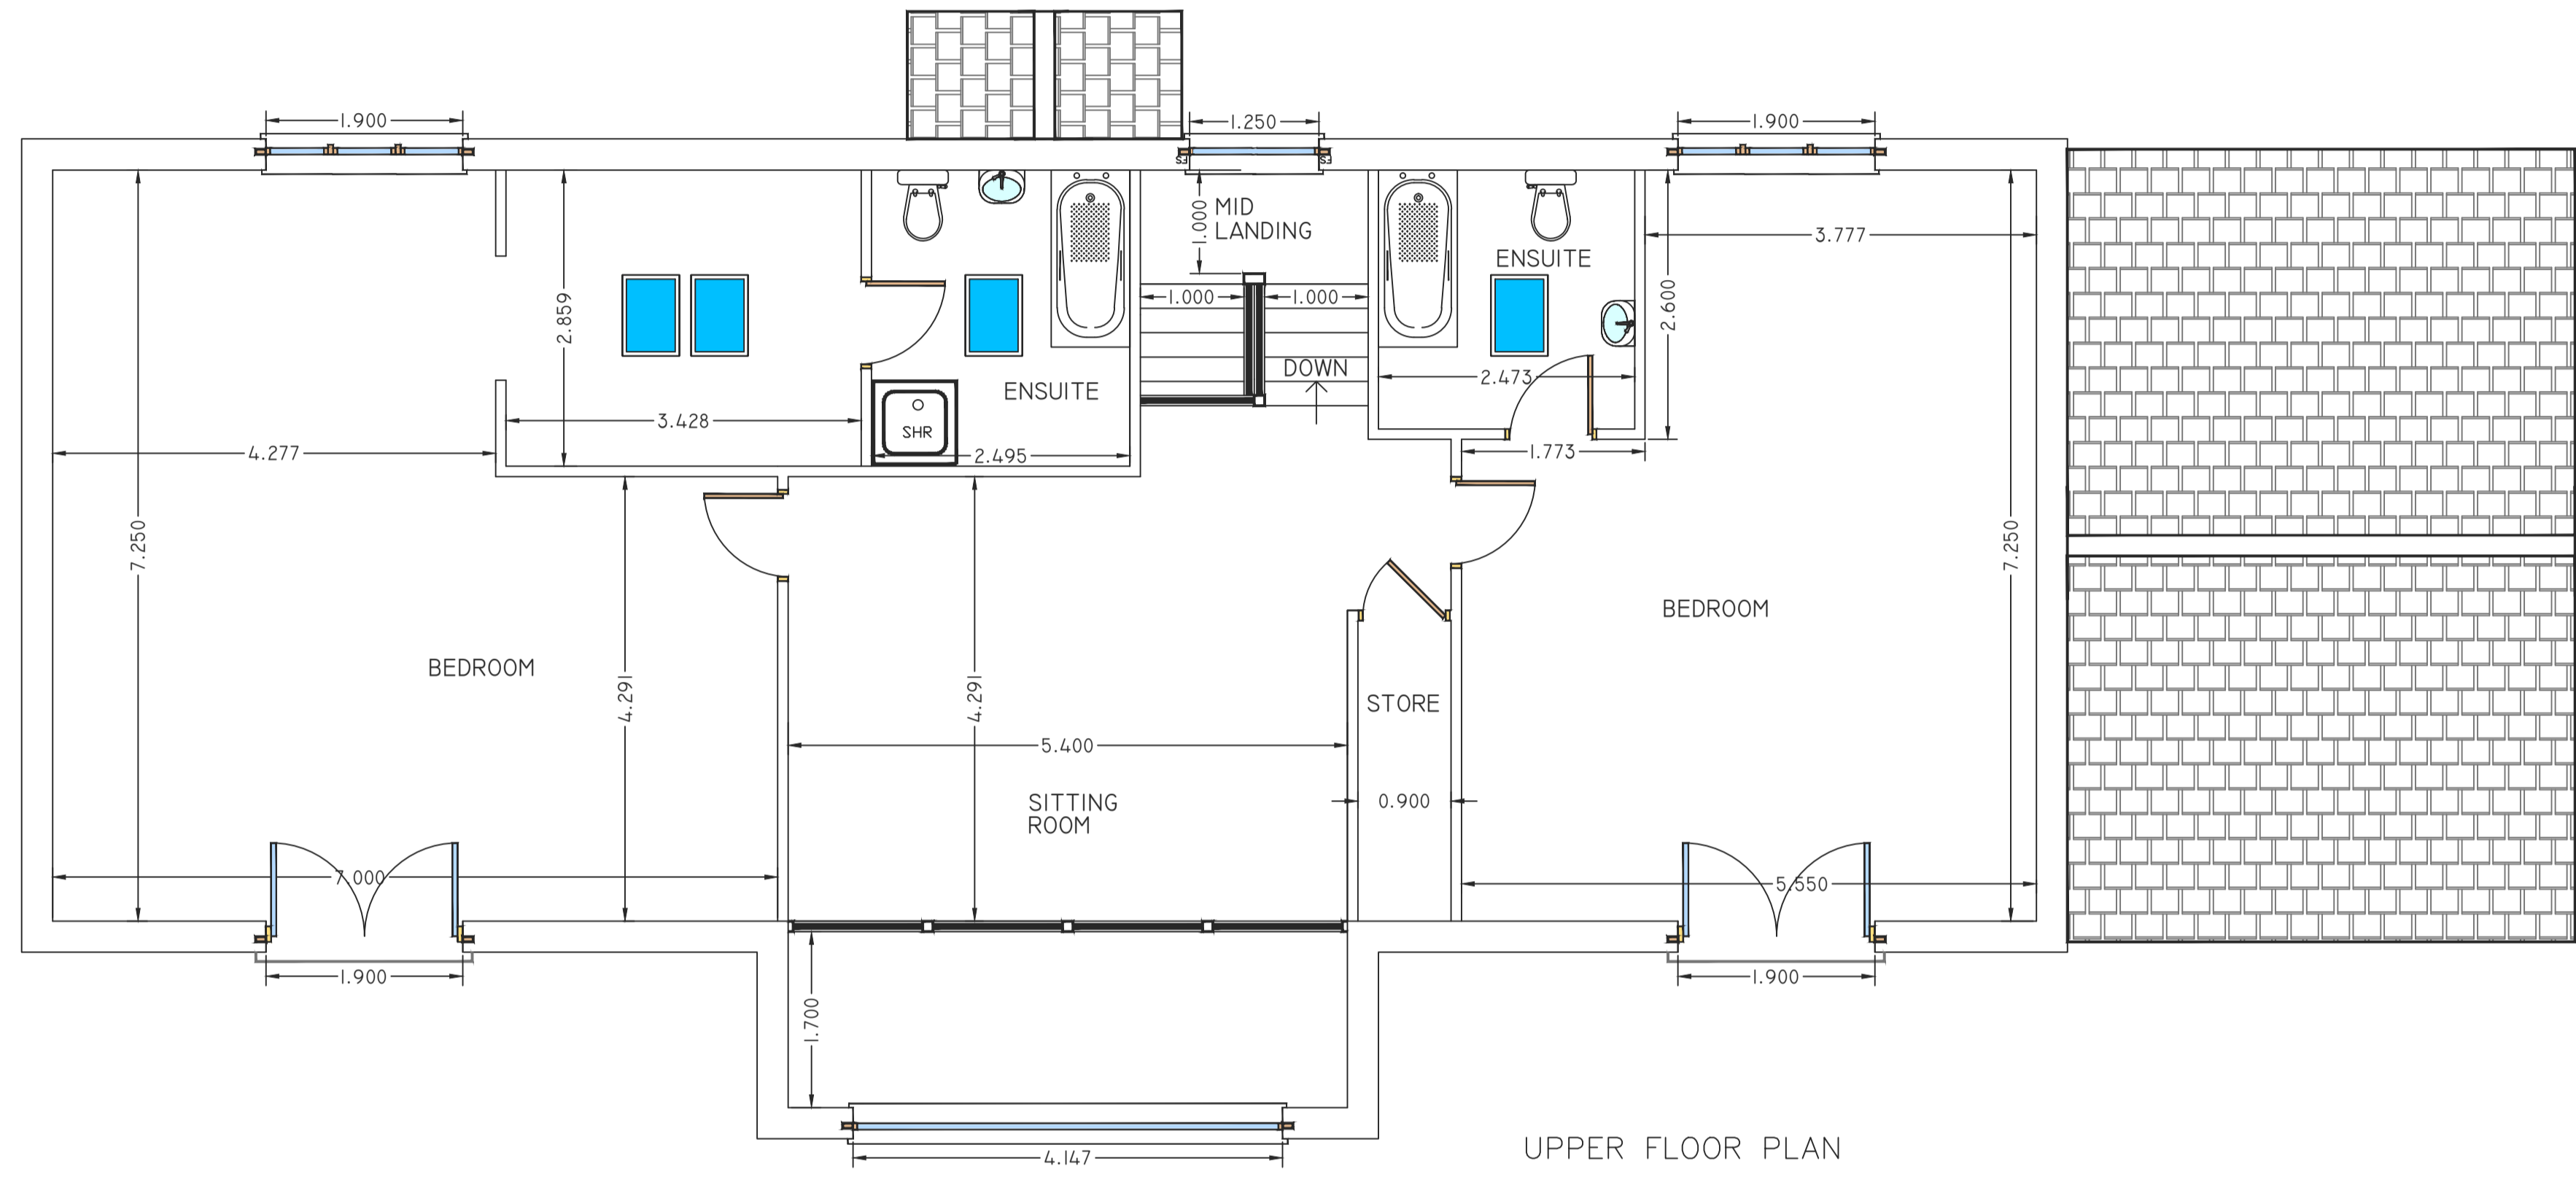 1.900
1.250
1.900
FS
FS
1.000
MID
LANDING
3.777
ENSUITE
2.859
1.000
1.000
2.600
DOWN
2.473
ENSUITE
3.428
SHR
4.277
2.495
1.773
7.250
7.250
BEDROOM
BEDROOM
4.291
4.291
STORE
5.400
SITTING
ROOM
0.900
7.000
5.550
1.900
1.900
1.700
4.147
UPPER FLOOR PLAN